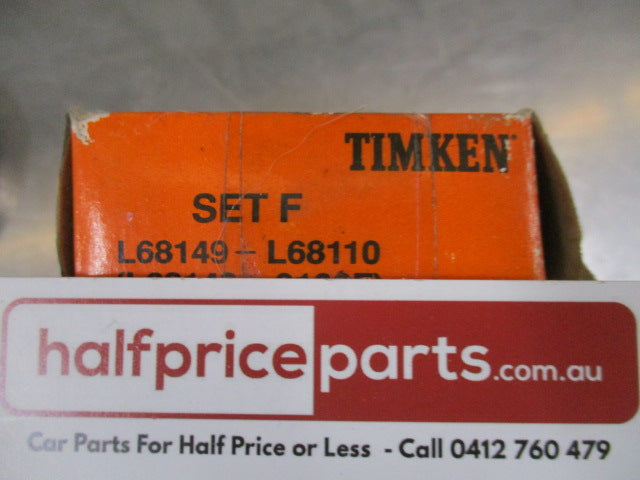 TIMKEN
SET F
L68149 - L68110
halfpriceparts.com.au
Car Parts For Half Price or Less - Call 0412 760 479